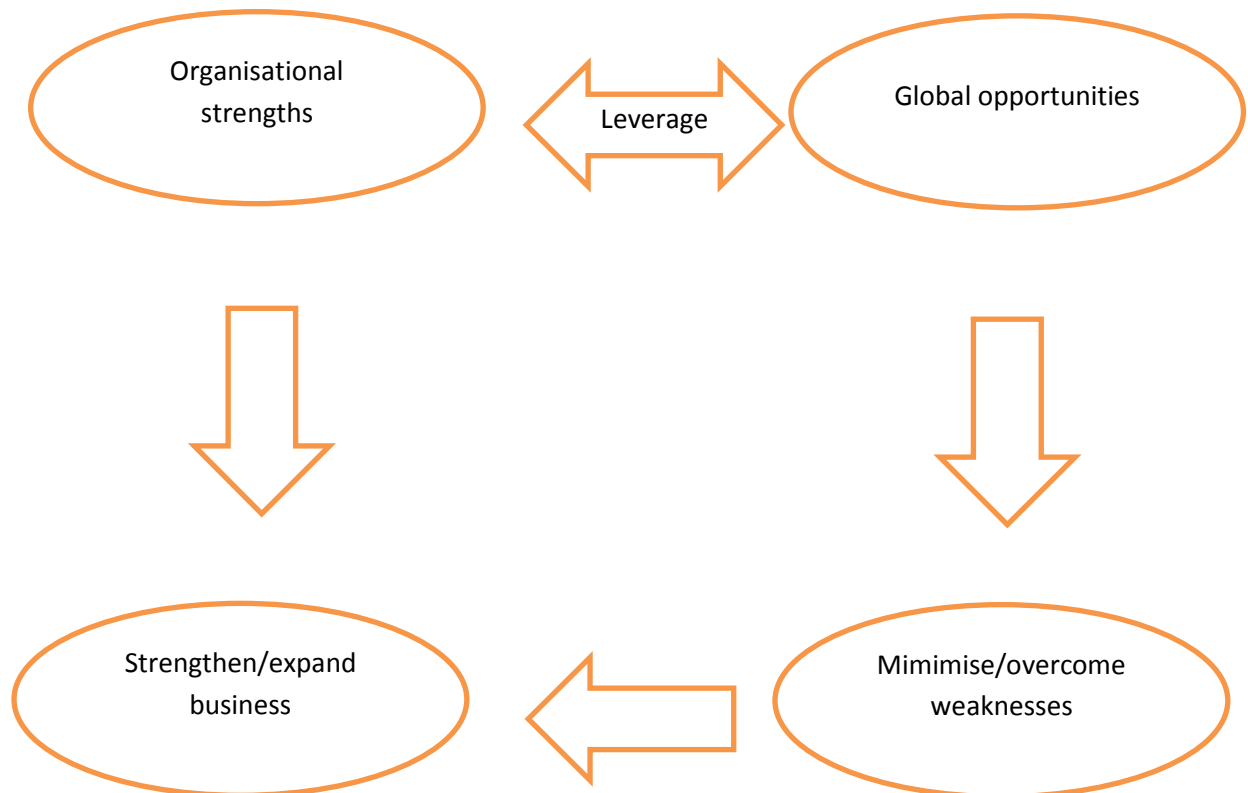 Organisational
strengths
Leverage
Global opportunities
Strengthen/expand
business
Mimimise/overcome
weaknesses